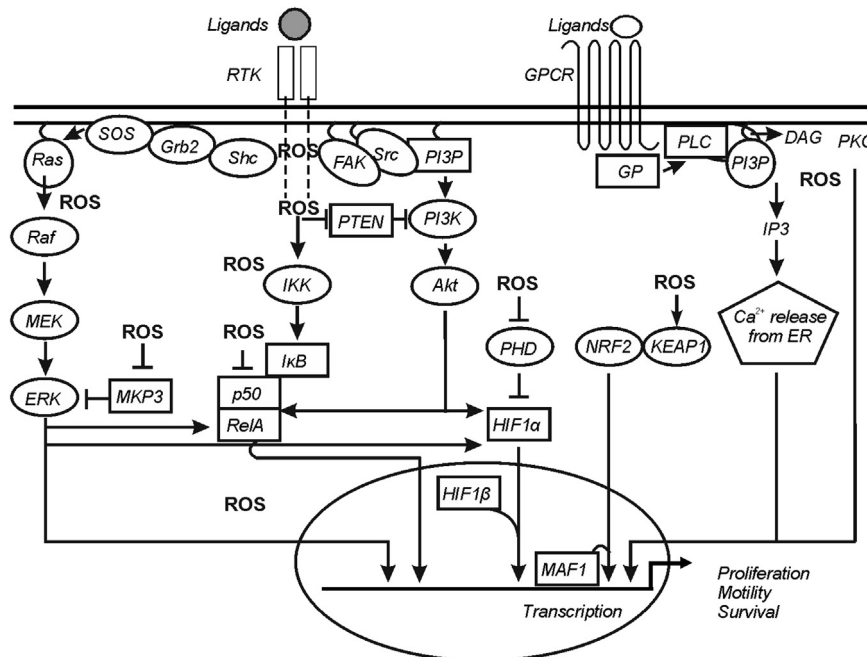 Ligands
Ligands
RTK
GPCR
SOS
Grb2
Shc
Ras
ROS
FAK
Src
PI3P
PLC
DAG
PKC
GP
PI3P
ROS
ROS
ROS
PTEN
PI3K
IP3
Raf
ROS
IKK
Akt
ROS
ROS
MEK
ROS
ROS
PHD
NRF2
KEAP1
Ca²⁺ release
from ER
IκB
ERK
MKP3
p50
RelA
HIF1α
ROS
HIF1β
MAF1
Transcription
Proliferation
Motility
Survival